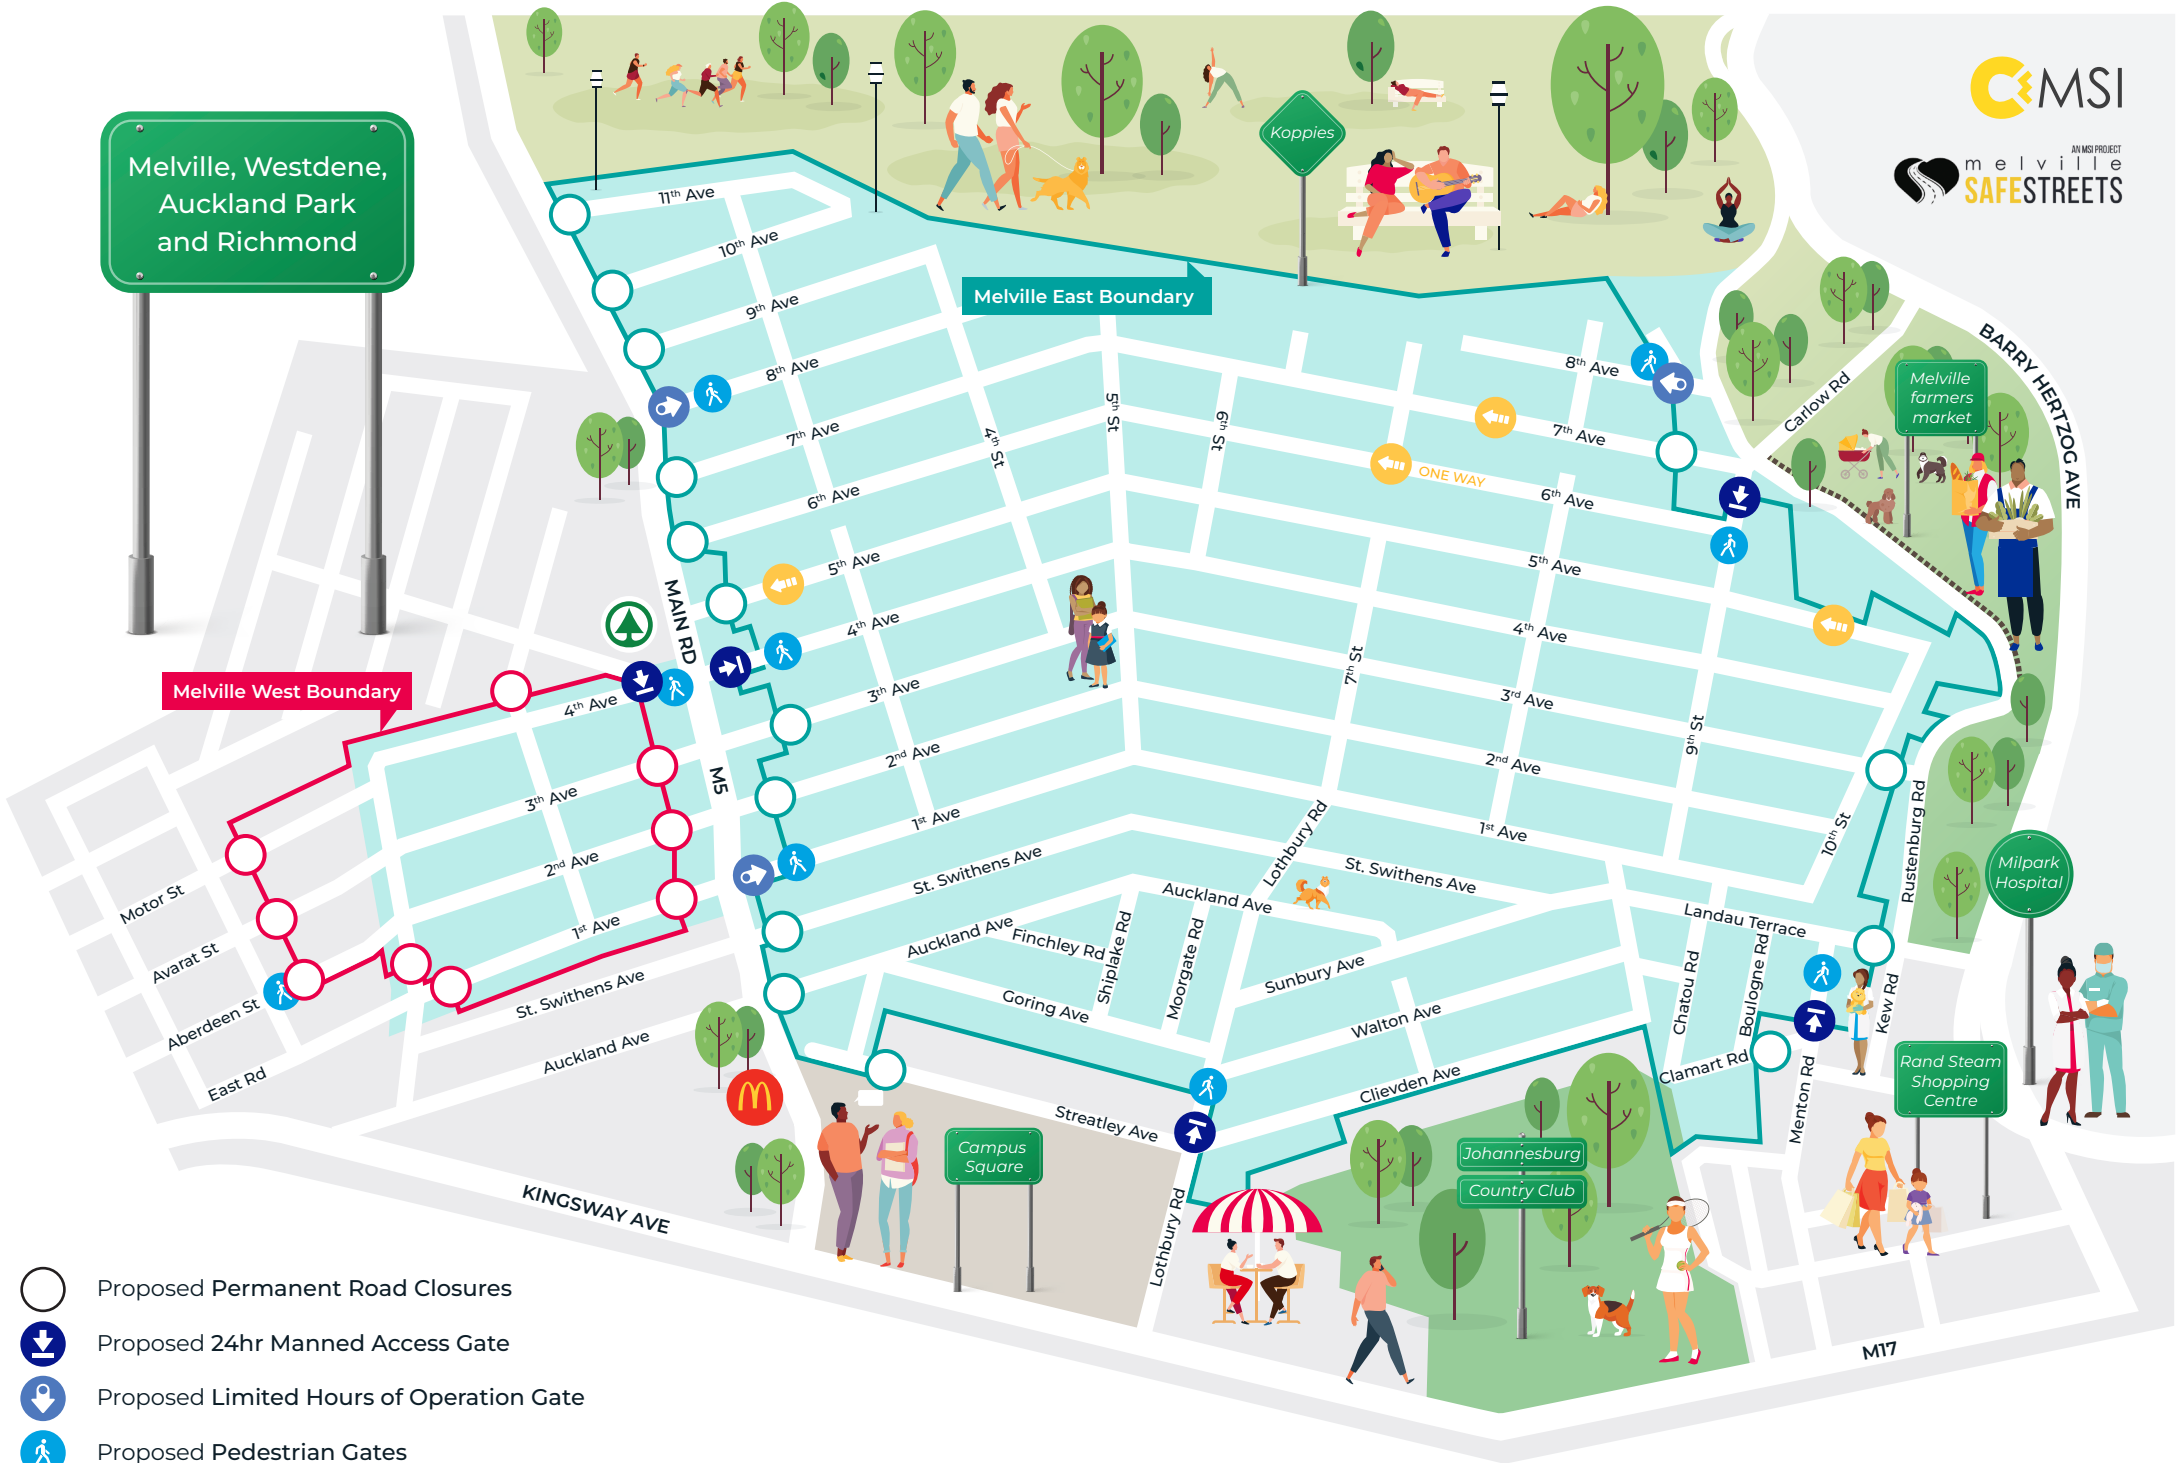 Melville, Westdene,
Auckland Park
and Richmond
Koppies
MSI
AN MSI PROJECT
melville
SAFESTREETS
Melville East Boundary
Melville West Boundary
11th Ave
10th Ave
9th Ave
8th Ave
7th Ave
6th Ave
5th Ave
4th Ave
3th Ave
2nd Ave
1st Ave
St. Swithens Ave
Auckland Ave
Finchley Rd
Goring Ave
Shiplake Rd
Moorgate Rd
4th St
5th St
6th St
7th St
9th St
10th St
8th Ave
7th Ave
ONE WAY
6th Ave
5th Ave
4th Ave
3rd Ave
2nd Ave
1st Ave
St. Swithens Ave
Auckland Ave
Lothbury Rd
Sunbury Ave
Walton Ave
Clievden Ave
Streatley Ave
Lothbury Rd
Landau Terrace
Chatou Rd
Boulogne Rd
Clamart Rd
Menton Rd
Kew Rd
Rustenburg Rd
Carlow Rd
BARRY HERTZOG AVE
Melville
farmers
market
Milpark
Hospital
Rand Steam
Shopping
Centre
Johannesburg
Country Club
Campus
Square
MAIN RD
M5
4th Ave
3th Ave
2nd Ave
1st Ave
St. Swithens Ave
Auckland Ave
Motor St
Avarat St
Aberdeen St
East Rd
KINGSWAY AVE
M17
Proposed Permanent Road Closures
Proposed 24hr Manned Access Gate
Proposed Limited Hours of Operation Gate
Proposed Pedestrian Gates